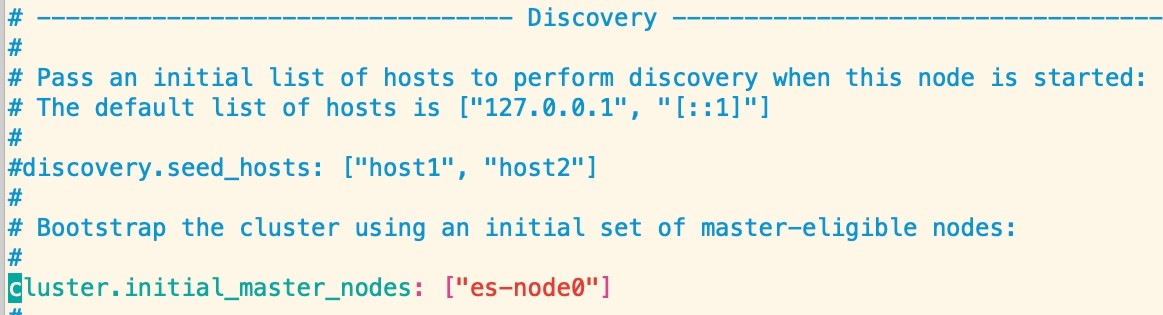 # --------------------------------- Discovery ----------------------------------
#
# Pass an initial list of hosts to perform discovery when this node is started:
# The default list of hosts is ["127.0.0.1", "[::1]"]
#
#discovery.seed_hosts: ["host1", "host2"]
#
# Bootstrap the cluster using an initial set of master-eligible nodes:
#
cluster.initial_master_nodes: ["es-node0"]
#